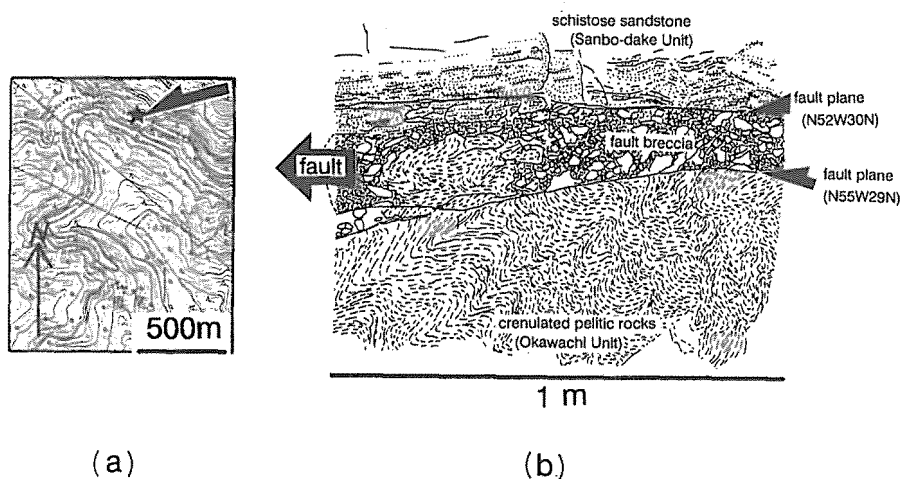 N
500m
(a)
schistose sandstone
(Sanbo-dake Unit)
fault plane
(N52W30N)
fault breccia
fault
fault plane
(N55W29N)
crenulated pelitic rocks
(Okawachi Unit)
1 m
(b)